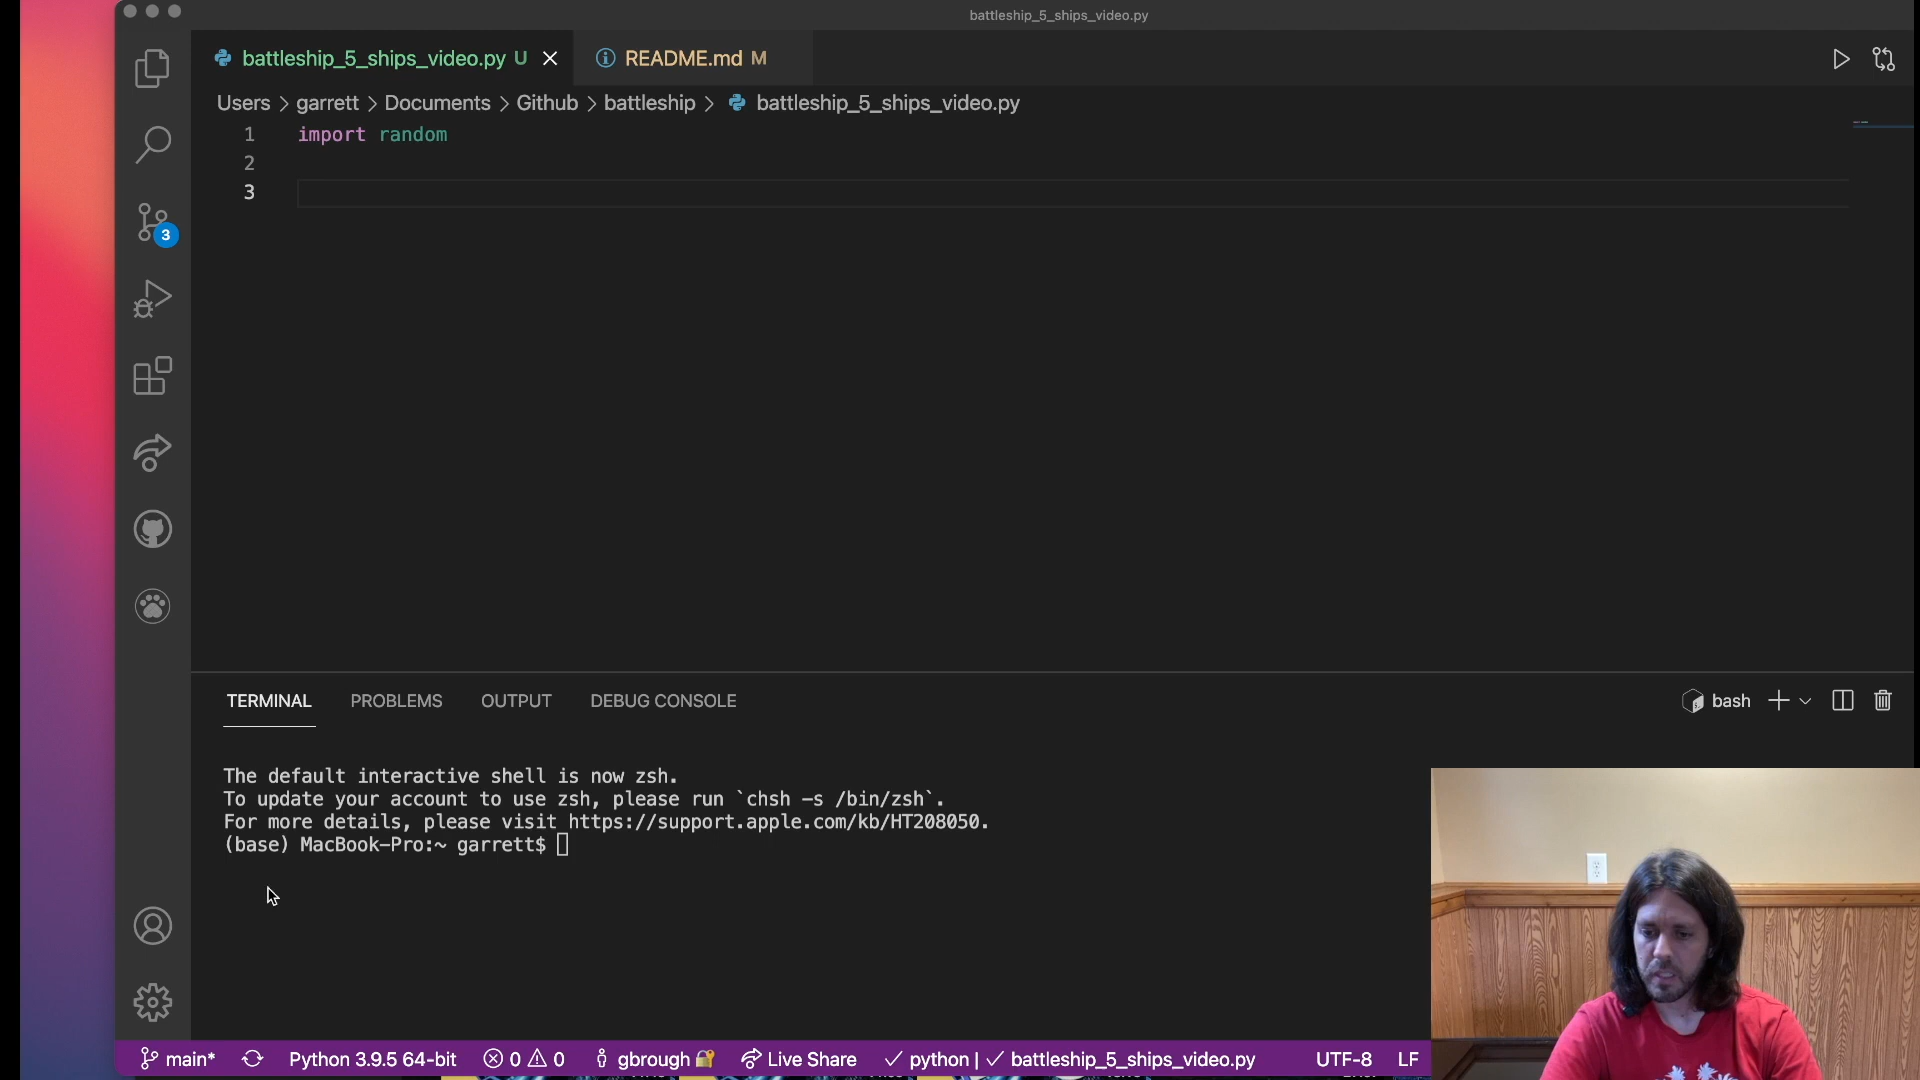 battleship_5_ships_video.py
battleship_5_ships_video.py U
README.md M
Users > garrett > Documents > Github > battleship > battleship_5_ships_video.py
1 import random
2
3
3
TERMINAL PROBLEMS OUTPUT DEBUG CONSOLE
bash
The default interactive shell is now zsh.
To update your account to use zsh, please run `chsh -s /bin/zsh`.
For more details, please visit https://support.apple.com/kb/HT208050.
(base) MacBook-Pro:~ garrett$
main* Python 3.9.5 64-bit 0 0 gbrough Live Share python | battleship_5_ships_video.py UTF-8 LF